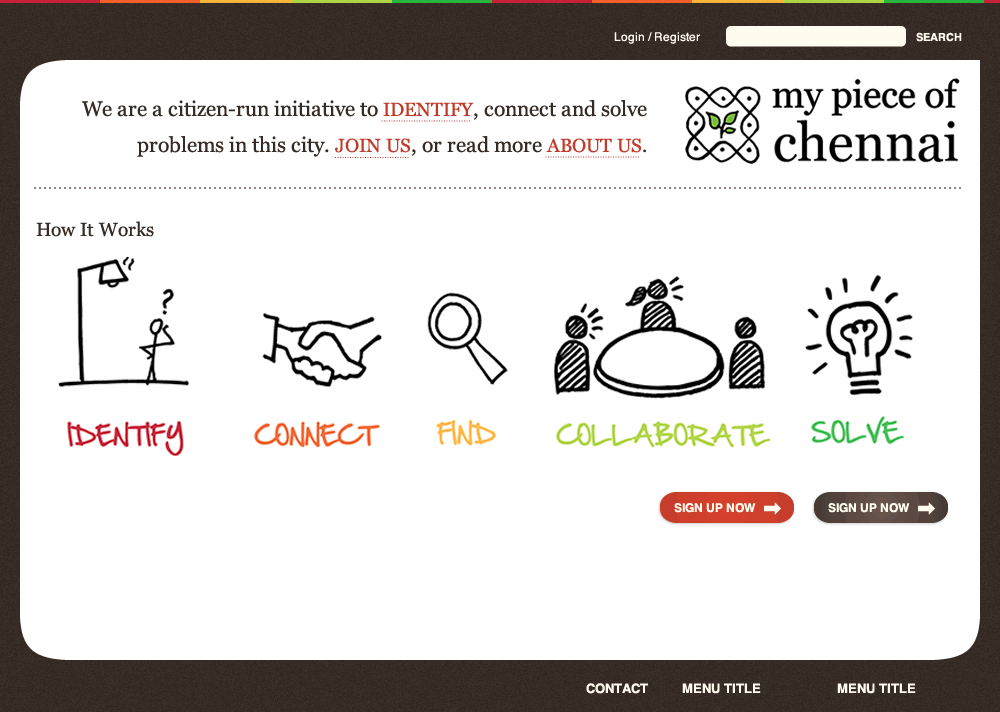 Login / Register
SEARCH
We are a citizen-run initiative to IDENTIFY, connect and solve
problems in this city. JOIN US, or read more ABOUT US.
my piece of
chennai
How It Works
?
IDENTIFY
CONNECT
FIND
COLLABORATE
SOLVE
SIGN UP NOW
SIGN UP NOW
CONTACT
MENU TITLE
MENU TITLE